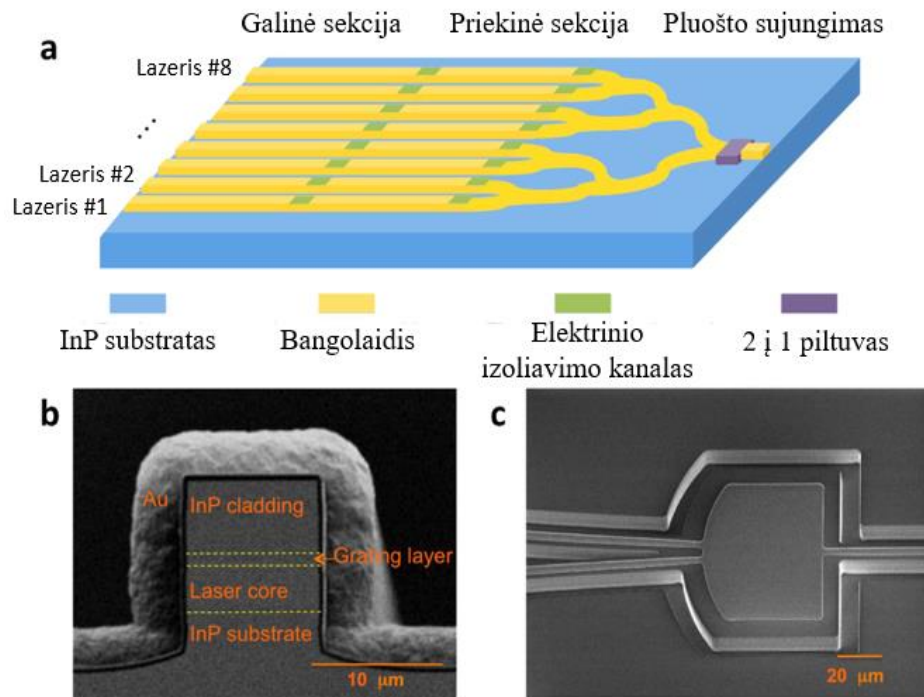 Galinė sekcija Priekinė sekcija Pluošto sujungimas
a
Lazeris #8
Lazeris #2
Lazeris #1
InP substratas Bangolaidis Elektrinio izoliavimo kanalas 2 į 1 piltuvas
b
Au
InP cladding
Grating layer
Laser core
InP substrate
10 μm
c
20 μm